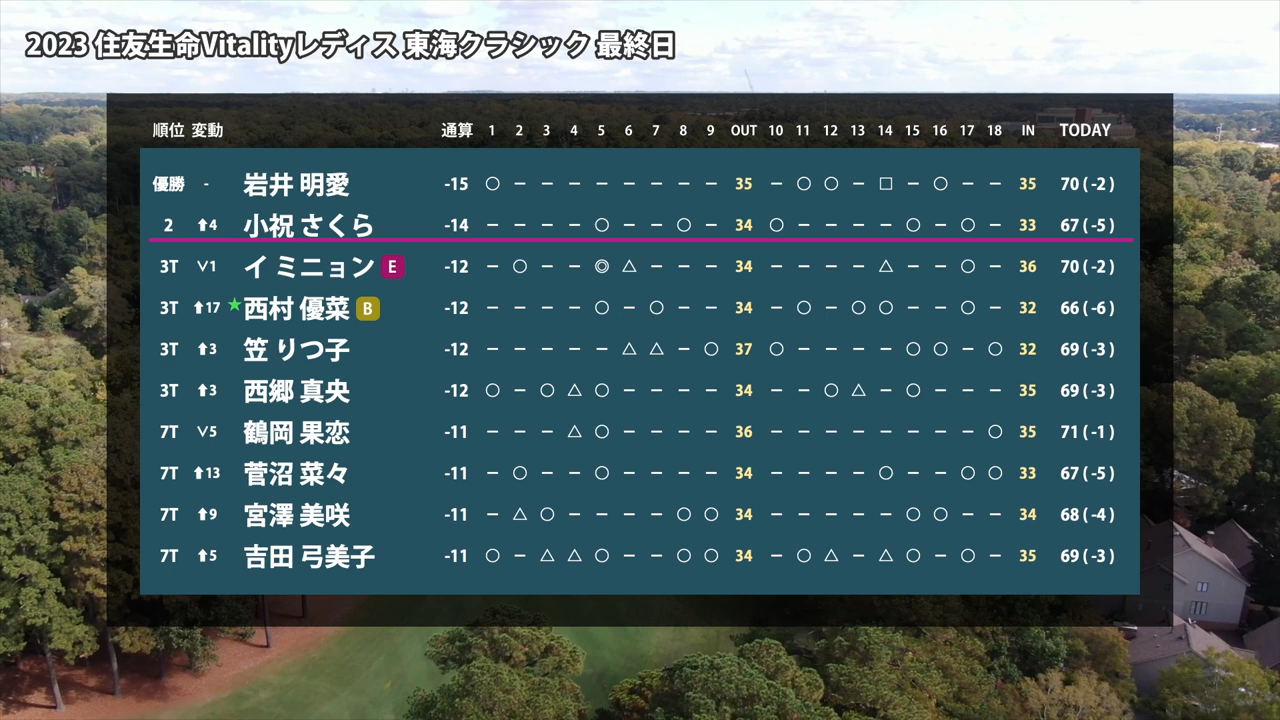 2023 住友生命Vitalityレディス 東海クラシック 最終日
順位 変動 通算 1 2 3 4 5 6 7 8 9 OUT 10 11 12 13 14 15 16 17 18 IN TODAY
優勝 - 岩井 明愛 -15 ○ － － － － － － － － 35 － ○ ○ － □ － ○ － － 35 70 ( -2 )
2 ⬆4 小祝 さくら -14 － － － － ○ － － ○ － 34 ○ － － － － ○ － ○ － 33 67 ( -5 )
3T ∨1 イ ミニョン E -12 － ○ － － ◎ △ － － － 34 － － － － △ － － ○ － 36 70 ( -2 )
3T ⬆17 ★西村 優菜 B -12 － － － － ○ － ○ － － 34 － ○ － ○ ○ － － ○ － 32 66 ( -6 )
3T ⬆3 笠 りつ子 -12 － － － － － △ △ － ○ 37 ○ － － － － ○ ○ － ○ 32 69 ( -3 )
3T ⬆3 西郷 真央 -12 ○ － ○ △ ○ － － － － 34 － － ○ △ － ○ － － － 35 69 ( -3 )
7T ∨5 鶴岡 果恋 -11 － － － △ ○ － － － － 36 － － － － － － － － ○ 35 71 ( -1 )
7T ⬆13 菅沼 菜々 -11 － ○ － － ○ － － － － 34 － － － － ○ － － ○ ○ 33 67 ( -5 )
7T ⬆9 宮澤 美咲 -11 － △ ○ － － － － ○ ○ 34 － － － － － ○ ○ － － 34 68 ( -4 )
7T ⬆5 吉田 弓美子 -11 ○ － △ △ ○ － － ○ ○ 34 － ○ △ － △ ○ － ○ － 35 69 ( -3 )